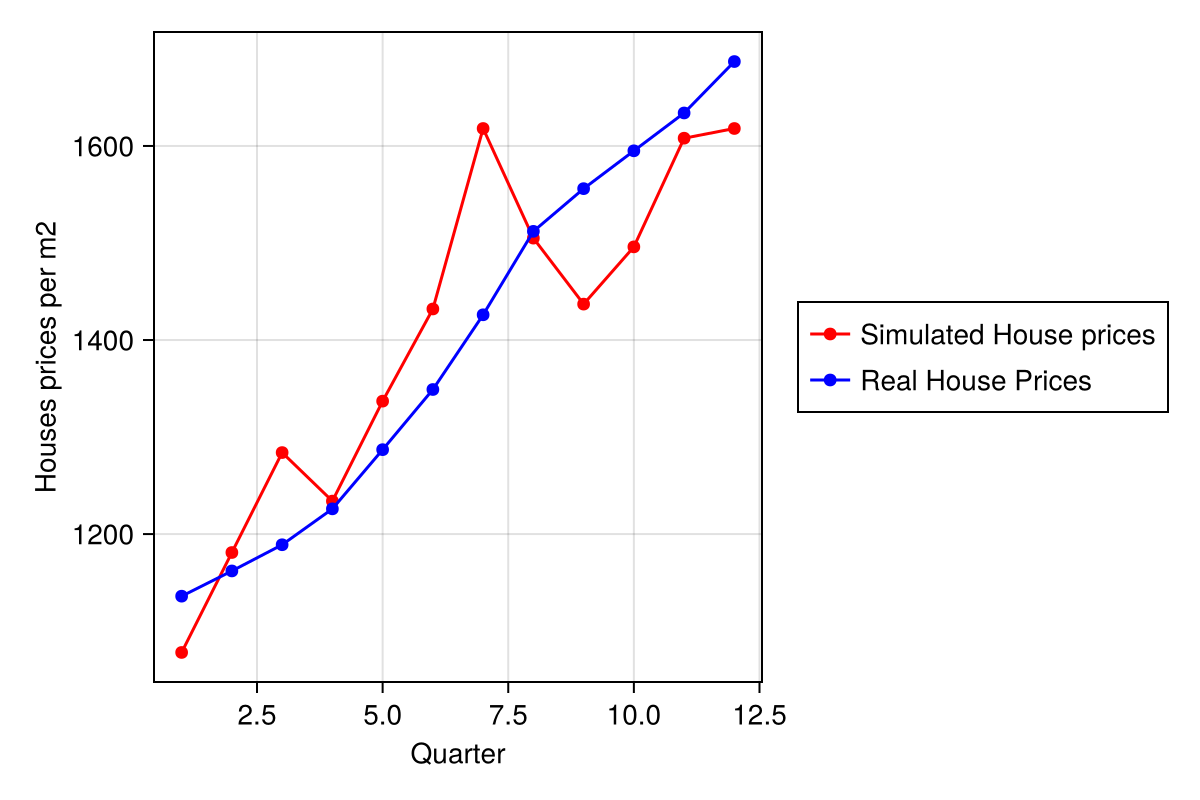 Houses prices per m2
1600
1400
1200
2.5 5.0 7.5 10.0 12.5
Quarter
Simulated House prices
Real House Prices